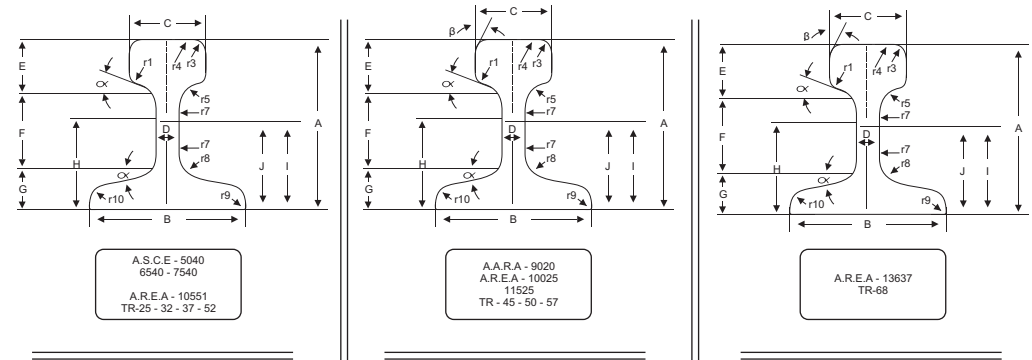 C
E
r1
r4
r3
∝
r5
r7
F
D
A
H
r7
r8
J
I
∝
G
r10
r9
B
A.S.C.E - 5040
6540 - 7540
A.R.E.A - 10551
TR-25 - 32 - 37 - 52
C
β
E
r1
r4
r3
∝
r5
r7
F
D
A
H
r7
r8
J
I
∝
G
r10
r9
B
A.A.R.A - 9020
A.R.E.A - 10025
11525
TR - 45 - 50 - 57
C
β
E
r1
r4
r3
∝
r5
r7
F
D
A
H
r7
r8
J
I
∝
G
r10
r9
B
A.R.E.A - 13637
TR-68